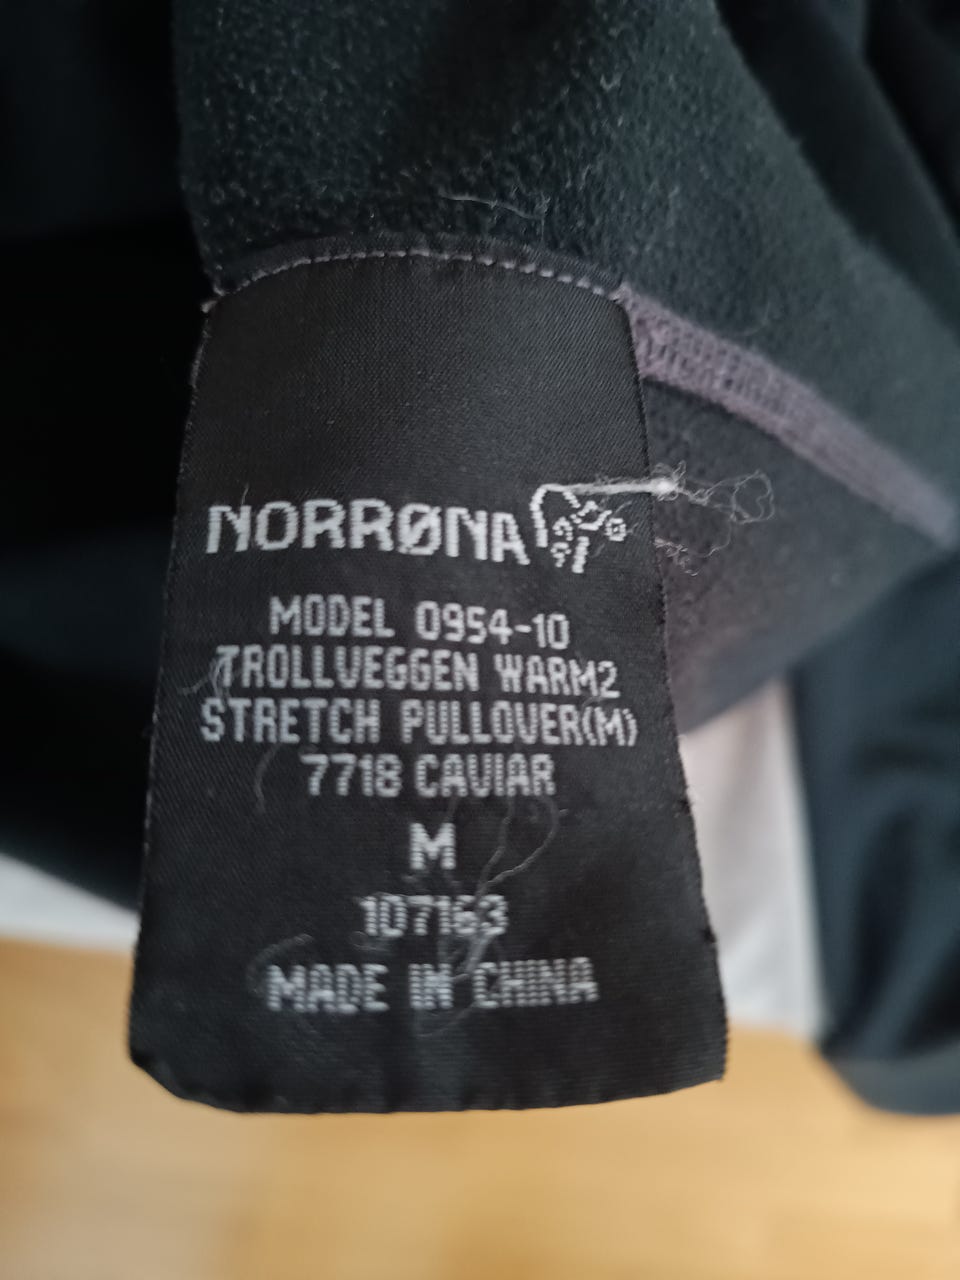 NORRØNA
MODEL 0954-10
TROLLVEGGEN WARM2
STRETCH PULLOVER(M)
7718 CAVIAR
M
107163
MADE IN CHINA